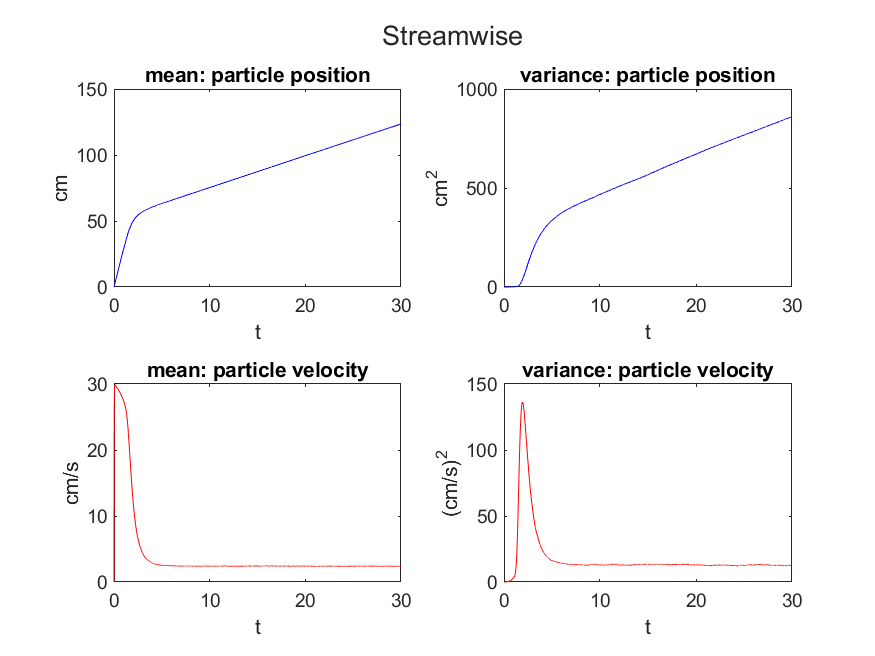 Streamwise
mean: particle position
150
100
50
0
cm
0 10 20 30
t
variance: particle position
1000
500
0
cm²
0 10 20 30
t
mean: particle velocity
30
20
10
0
cm/s
0 10 20 30
t
variance: particle velocity
150
100
50
0
(cm/s)²
0 10 20 30
t